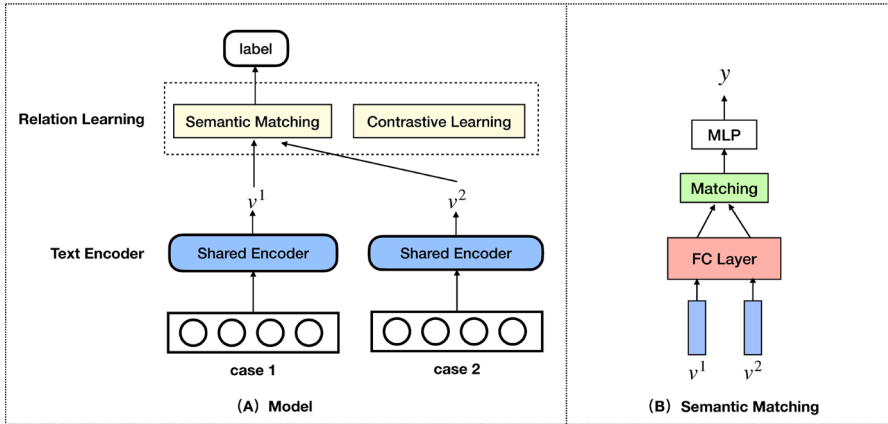 label
Relation Learning
Semantic Matching
Contrastive Learning
v¹
v²
Text Encoder
Shared Encoder
Shared Encoder
case 1
case 2
(A) Model
y
MLP
Matching
FC Layer
v¹
v²
(B) Semantic Matching